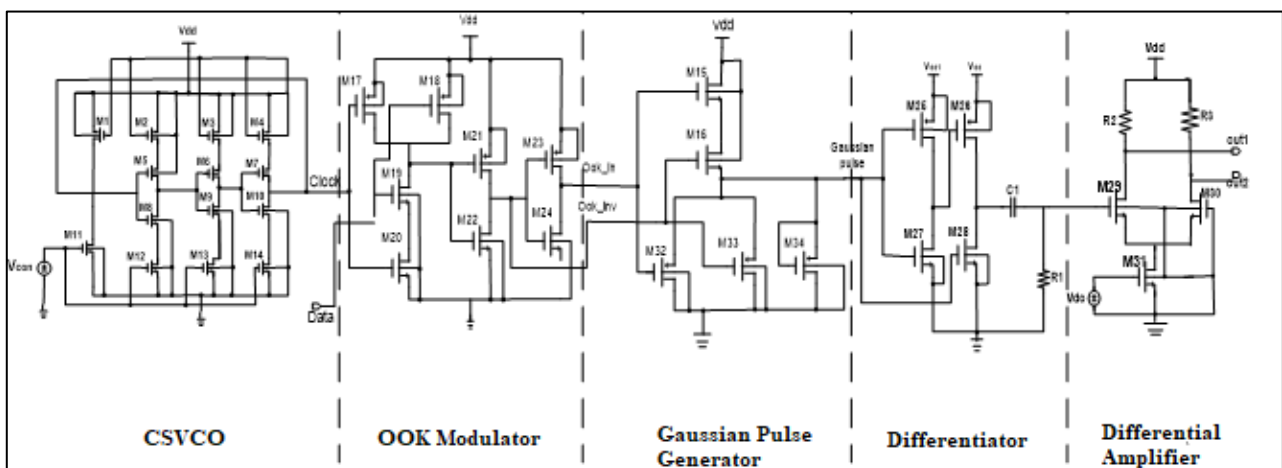 Vdd
M1
M2
M3
M4
M5
M6
M7
M8
M9
M10
M11
M12
M13
M14
Vcon
CSVCO
Vdd
M17
M18
Clock
M19
M20
M21
M22
M23
M24
Data
Ook_In
Ook_Inv
OOK Modulator
Vdd
M15
M16
M32
M33
M34
Gaussian Pulse
Generator
Gaussian
pulse
M26
M27
M28
C1
R1
Differentiator
Vdd
R2
R3
out1
out2
M29
M30
M31
Vdc
Differential
Amplifier